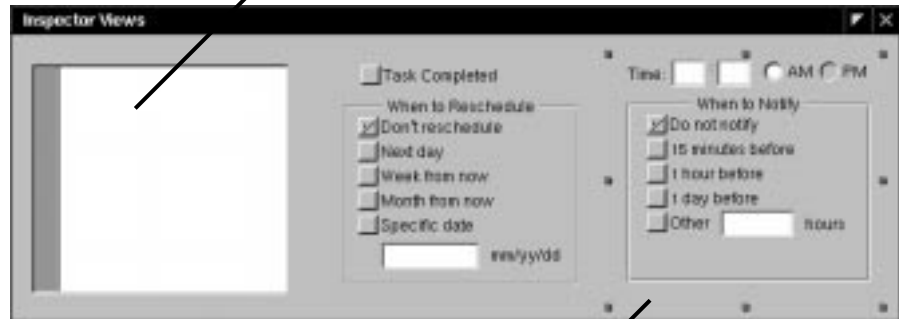 Inspector Views
Task Completed
When to Reschedule
Don't reschedule
Next day
Week from now
Month from now
Specific date
mm/yy/dd
Time:
AM PM
When to Notify
Do not notify
15 minutes before
1 hour before
1 day before
Other hours